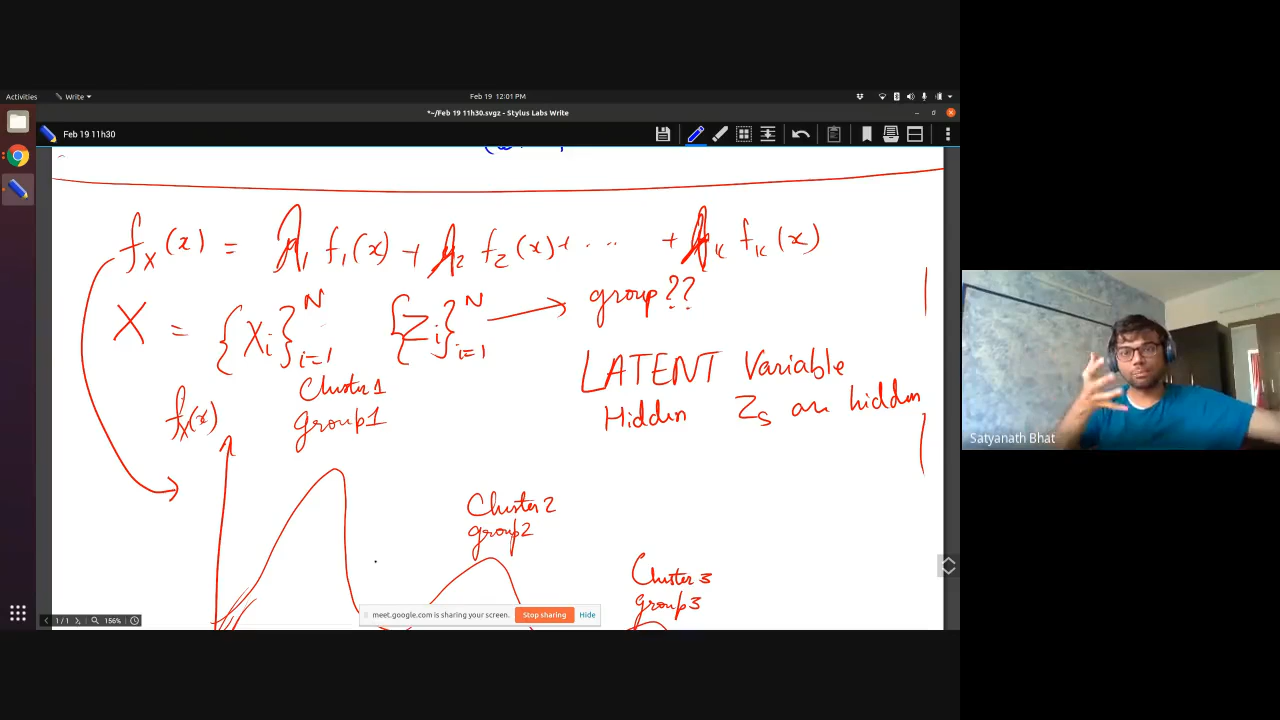 Activities Write Feb 19 12:01 PM
*~/Feb 19 11h30.svgz - Stylus Labs Write
Feb 19 11h30
f_X(x) = λ_1 f_1(x) + λ_2 f_2(x) + ... + λ_K f_K(x)
X = {X_i}_{i=1}^N {Z_i}_{i=1}^N → group??
LATENT Variable
Hidden Zs are hidden
Cluster 1
group 1
f_X(x)
Satyanath Bhat
Cluster 2
group 2
Cluster 3
group 3
meet.google.com is sharing your screen. Stop sharing Hide
1 / 1 156%